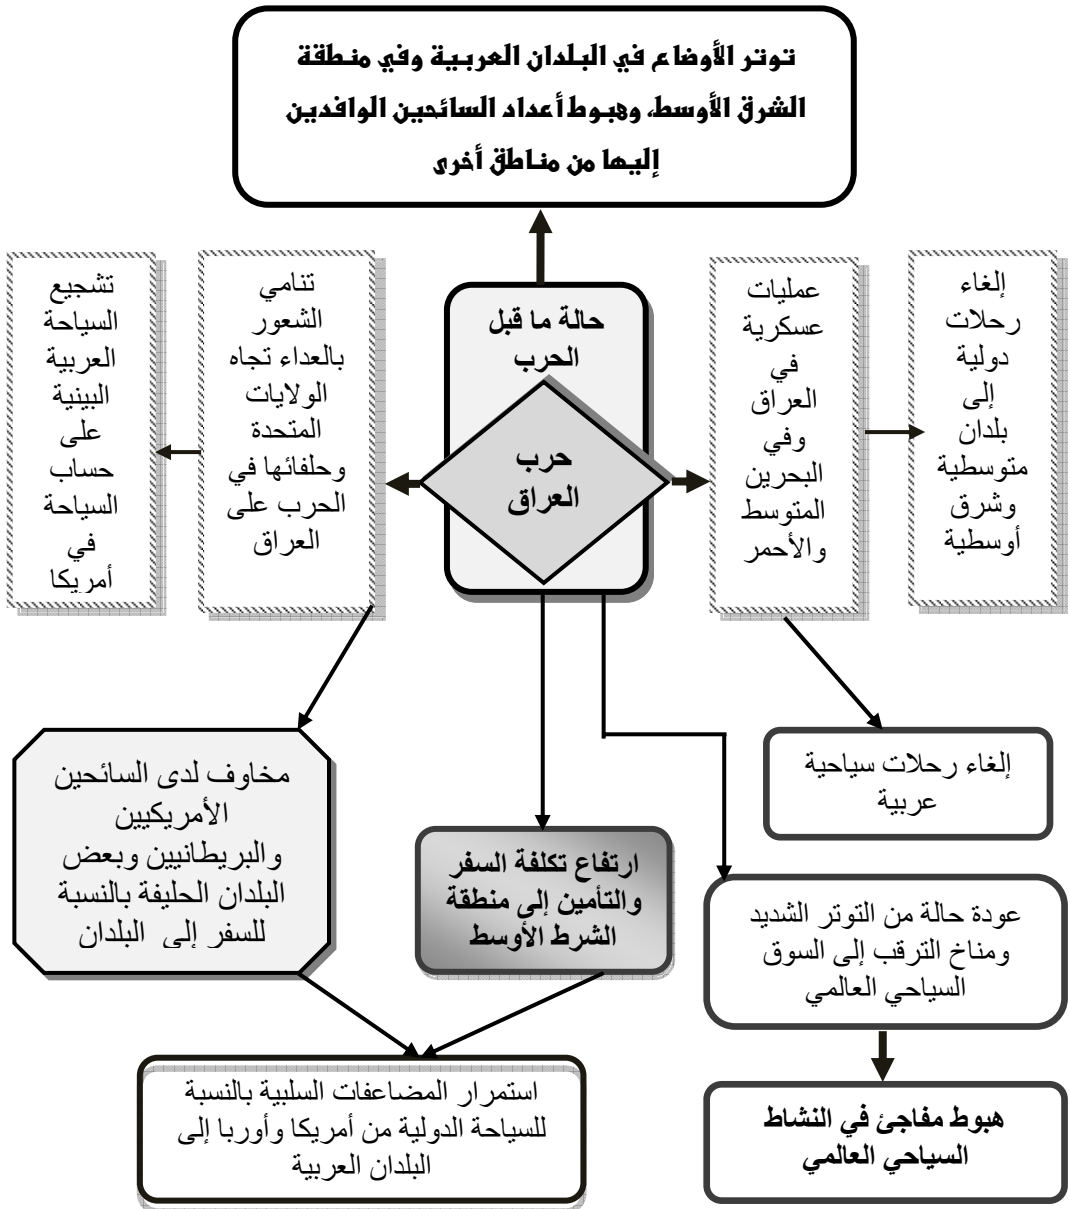 توتر الأوضاع في البلدان العربية وفي منطقة
الشرق الأوسط، وهبوط أعداد السائحين الوافدين
إليها من مناطق أخرى
إلغاء
رحلات
دولية
إلى
بلدان
متوسطية
وشرق
أوسطية
عمليات
عسكرية
في
العراق
وفي
البحرين
المتوسط
والأحمر
حالة ما قبل
الحرب
حرب
العراق
تنامي
الشعور
بالعداء تجاه
الولايات
المتحدة
وحلفائها في
الحرب على
العراق
تشجيع
السياحة
العربية
البينية
على
حساب
السياحة
في
أمريكا
إلغاء رحلات سياحية
عربية
مخاوف لدى السائحين
الأمريكيين
والبريطانيين وبعض
البلدان الحليفة بالنسبة
للسفر إلى البلدان
ارتفاع تكلفة السفر
والتأمين إلى منطقة
الشرط الأوسط
عودة حالة من التوتر الشديد
ومناخ الترقب إلى السوق
السياحي العالمي
استمرار المضاعفات السلبية بالنسبة
للسياحة الدولية من أمريكا وأوربا إلى
البلدان العربية
هبوط مفاجئ في النشاط
السياحي العالمي